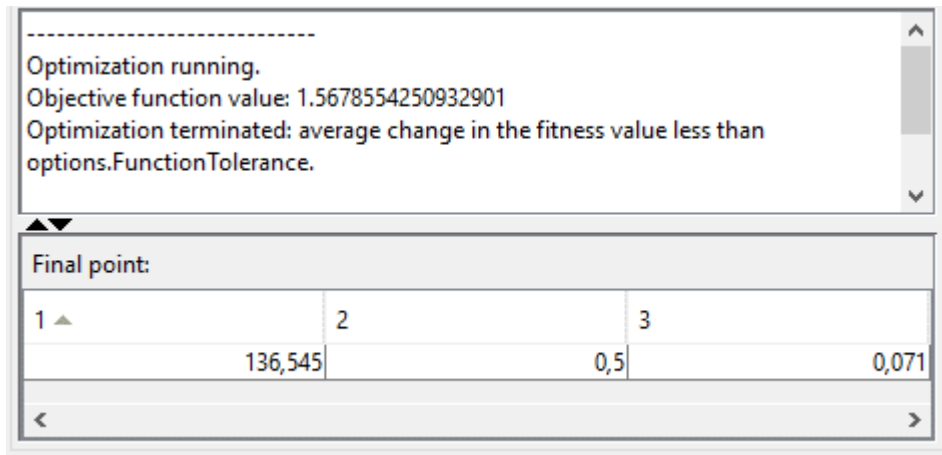 -----------------------------
Optimization running.
Objective function value: 1.5678554250932901
Optimization terminated: average change in the fitness value less than
options.FunctionTolerance.
Final point:
1 2 3
136,545 0,5 0,071